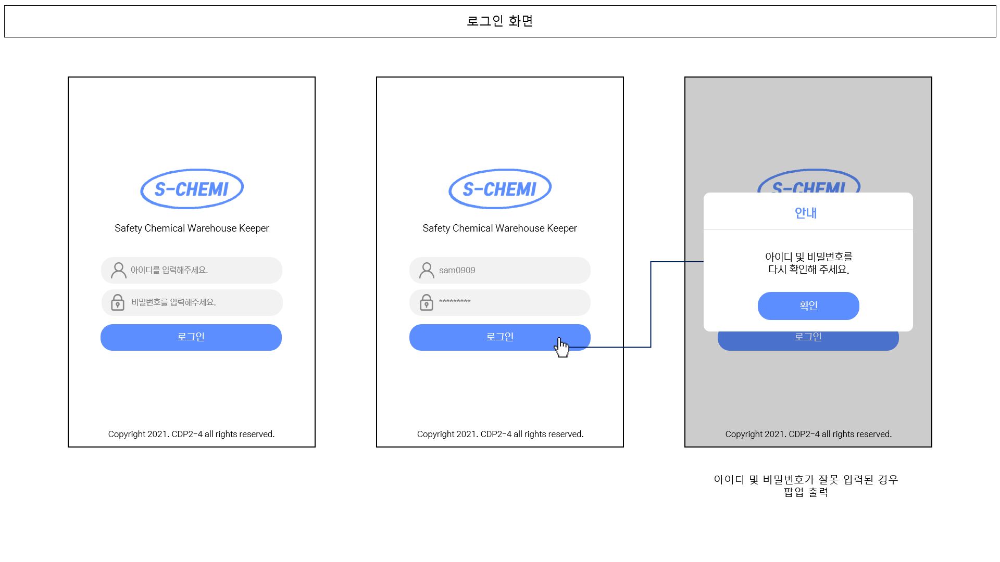 로그인 화면
S-CHEMI
Safety Chemical Warehouse Keeper
아이디를 입력해주세요.
비밀번호를 입력해주세요.
로그인
Copyright 2021. CDP2-4 all rights reserved.
S-CHEMI
Safety Chemical Warehouse Keeper
sam0909
*********
로그인
Copyright 2021. CDP2-4 all rights reserved.
S-CHEMI
안내
아이디 및 비밀번호를
다시 확인해 주세요.
확인
로그인
Copyright 2021. CDP2-4 all rights reserved.
아이디 및 비밀번호가 잘못 입력된 경우
팝업 출력